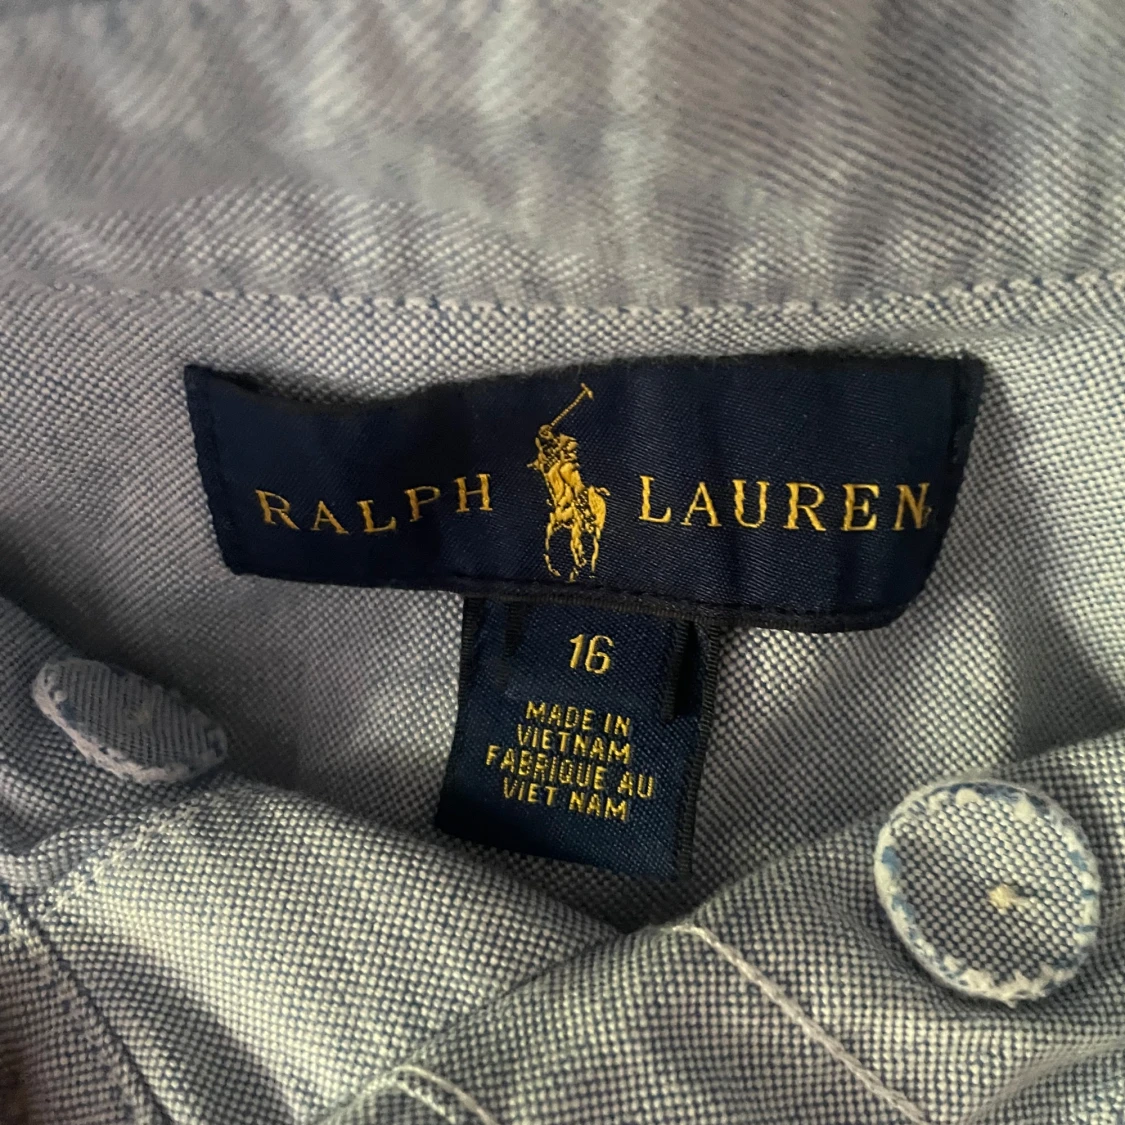 RALPH LAUREN
16
MADE IN
VIETNAM
FABRIQUE AU
VIET NAM